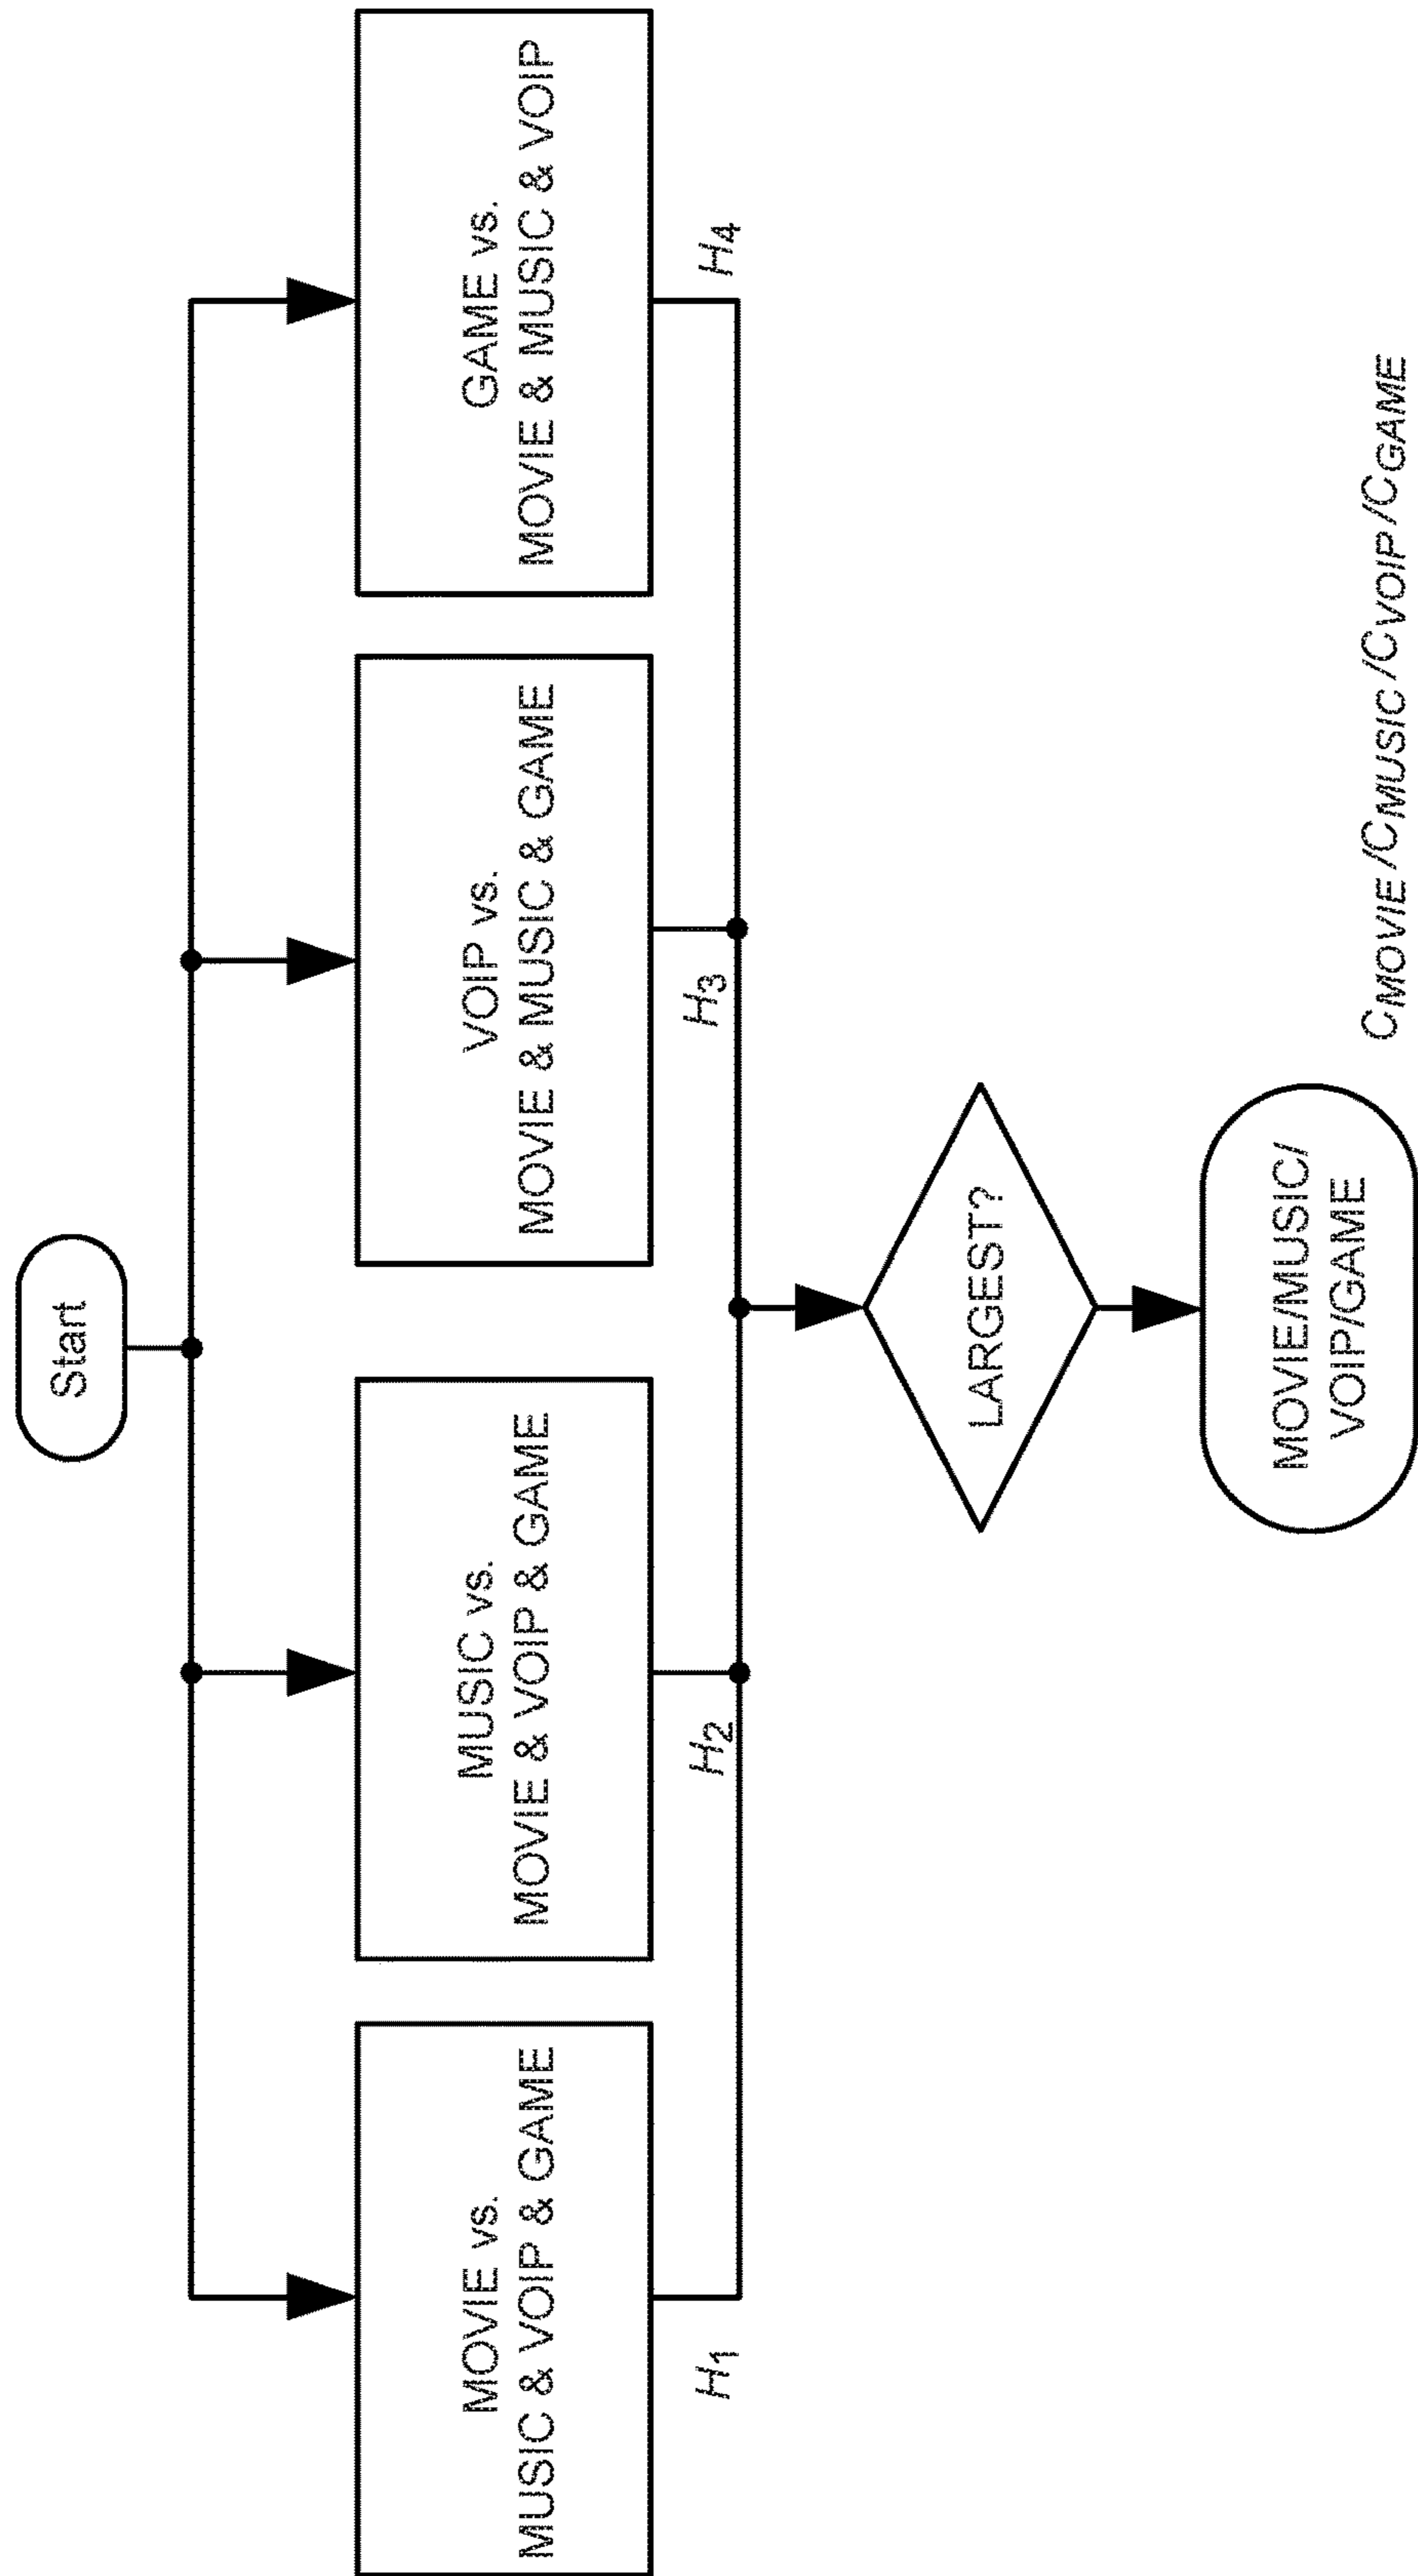 Start
MOVIE vs.
MUSIC & VOIP & GAME
MUSIC vs.
MOVIE & VOIP & GAME
VOIP vs.
MOVIE & MUSIC & GAME
GAME vs.
MOVIE & MUSIC & VOIP
H1
H2
H3
H4
LARGEST?
MOVIE/MUSIC/
VOIP/GAME
CMOVIE/CMUSIC/CVOIP/CGAME